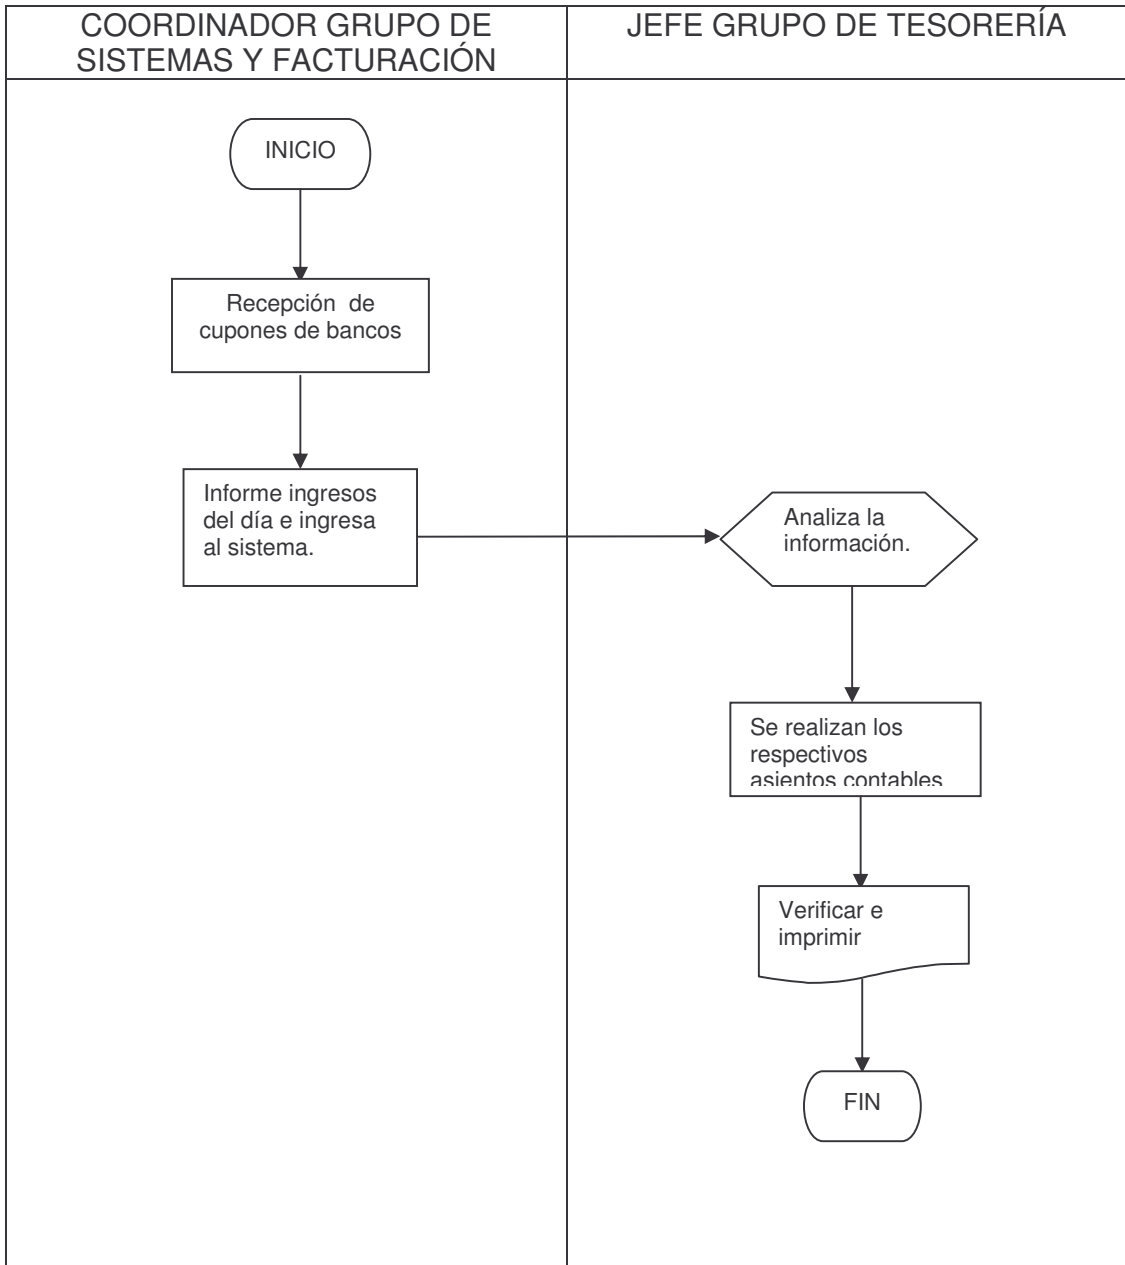 COORDINADOR GRUPO DE
SISTEMAS Y FACTURACIÓN
JEFE GRUPO DE TESORERÍA
INICIO
Recepción de
cupones de bancos
Informe ingresos
del día e ingresa
al sistema.
Analiza la
información.
Se realizan los
respectivos
asientos contables
Verificar e
imprimir
FIN